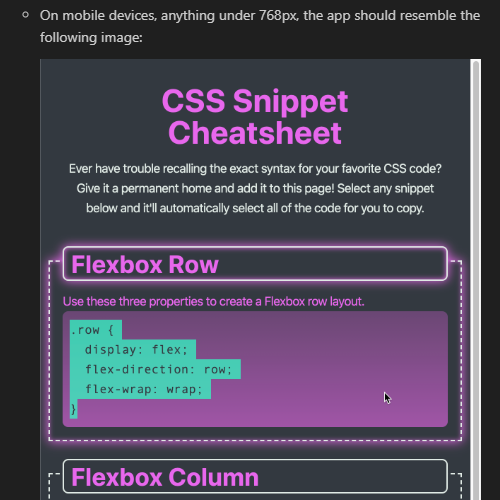 On mobile devices, anything under 768px, the app should resemble the
following image:
CSS Snippet
Cheatsheet
Ever have trouble recalling the exact syntax for your favorite CSS code?
Give it a permanent home and add it to this page! Select any snippet
below and it'll automatically select all of the code for you to copy.
Flexbox Row
Use these three properties to create a Flexbox row layout.
.row {
  display: flex;
  flex-direction: row;
  flex-wrap: wrap;
}
Flexbox Column